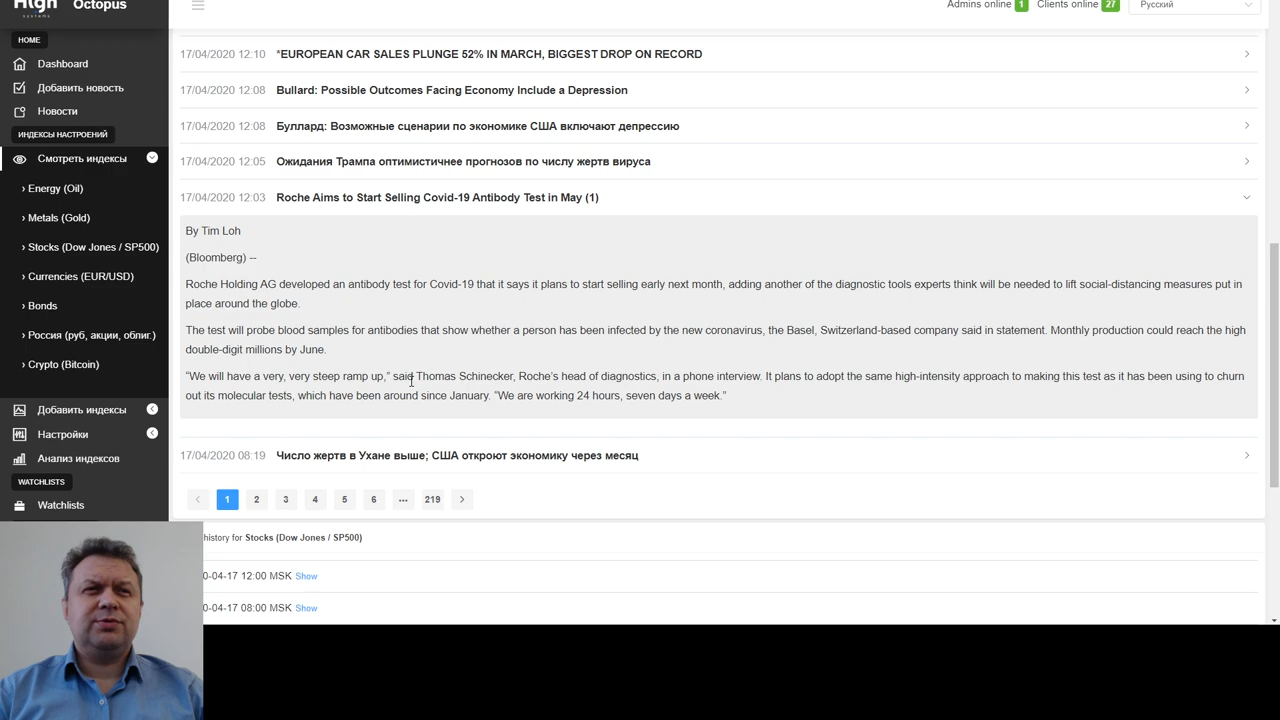 High
systems
Octopus
Admins online 1 Clients online 27 Русский
HOME
Dashboard
Добавить новость
Новости
ИНДЕКСЫ НАСТРОЕНИЙ
Смотреть индексы
› Energy (Oil)
› Metals (Gold)
› Stocks (Dow Jones / SP500)
› Currencies (EUR/USD)
› Bonds
› Россия (руб, акции, облиг.)
› Crypto (Bitcoin)
Добавить индексы
Настройки
Анализ индексов
WATCHLISTS
Watchlists
17/04/2020 12:10 *EUROPEAN CAR SALES PLUNGE 52% IN MARCH, BIGGEST DROP ON RECORD
17/04/2020 12:08 Bullard: Possible Outcomes Facing Economy Include a Depression
17/04/2020 12:08 Буллард: Возможные сценарии по экономике США включают депрессию
17/04/2020 12:05 Ожидания Трампа оптимистичнее прогнозов по числу жертв вируса
17/04/2020 12:03 Roche Aims to Start Selling Covid-19 Antibody Test in May (1)
By Tim Loh
(Bloomberg) --
Roche Holding AG developed an antibody test for Covid-19 that it says it plans to start selling early next month, adding another of the diagnostic tools experts think will be needed to lift social-distancing measures put in
place around the globe.
The test will probe blood samples for antibodies that show whether a person has been infected by the new coronavirus, the Basel, Switzerland-based company said in statement. Monthly production could reach the high
double-digit millions by June.
“We will have a very, very steep ramp up,” said Thomas Schinecker, Roche’s head of diagnostics, in a phone interview. It plans to adopt the same high-intensity approach to making this test as it has been using to churn
out its molecular tests, which have been around since January. “We are working 24 hours, seven days a week.”
17/04/2020 08:19 Число жертв в Ухане выше; США откроют экономику через месяц
1 2 3 4 5 6 ... 219
history for Stocks (Dow Jones / SP500)
0-04-17 12:00 MSK Show
0-04-17 08:00 MSK Show